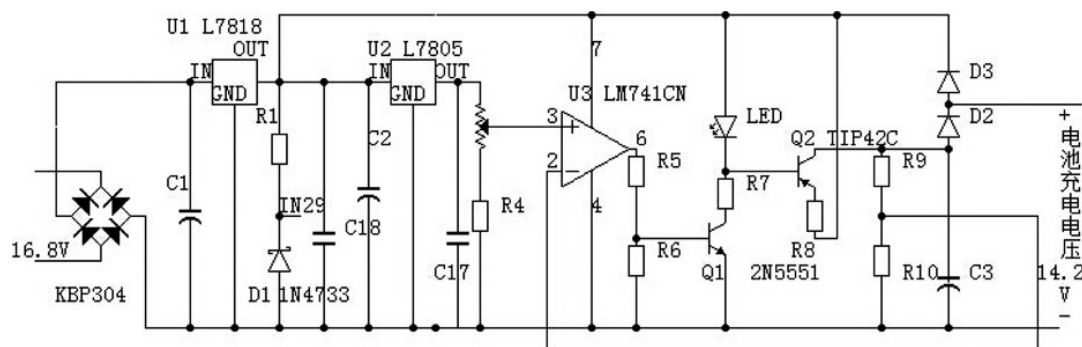 U1 L7818
OUT
IN
GND
U2 L7805
IN
OUT
GND
7
D3
U3 LM741CN
LED
D2
+
R1
C2
3
6
Q2 TIP42C
R5
R9
2
R7
C1
IN29
C18
R4
4
电池充电电压
16.8V
R6
R8
C17
Q1
2N5551
R10
C3
14.2
V
-
KBP304
D1 1N4733